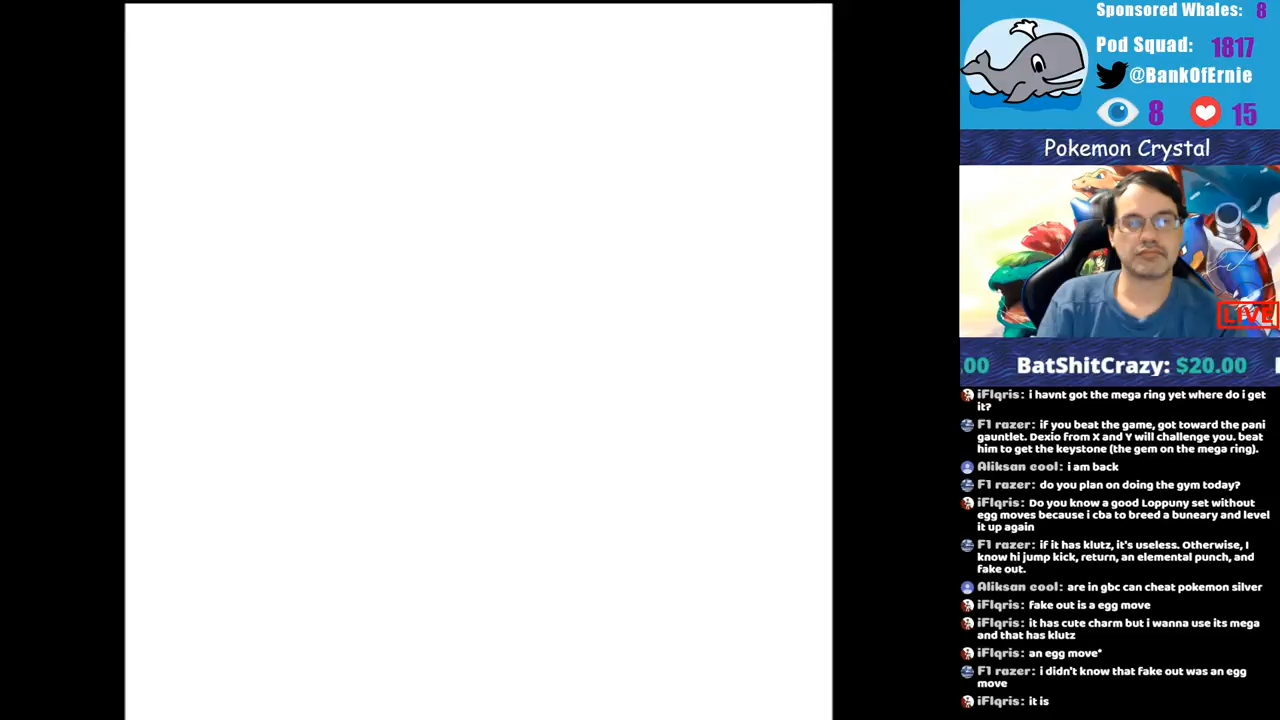 Sponsored Whales: 8
Pod Squad: 1817
@BankOfErnie
8 15
Pokemon Crystal
LIVE
.00 BatShitCrazy: $20.00
iFlqris: i havnt got the mega ring yet where do i get
it?
F1 razer: if you beat the game, got toward the pani
gauntlet. Dexio from X and Y will challenge you. beat
him to get the keystone (the gem on the mega ring).
Aliksan cool: i am back
F1 razer: do you plan on doing the gym today?
iFlqris: Do you know a good Loppuny set without
egg moves because i cba to breed a buneary and level
it up again
F1 razer: if it has klutz, it's useless. Otherwise, I
know hi jump kick, return, an elemental punch, and
fake out.
Aliksan cool: are in gbc can cheat pokemon silver
iFlqris: fake out is a egg move
iFlqris: it has cute charm but i wanna use its mega
and that has klutz
iFlqris: an egg move*
F1 razer: i didn't know that fake out was an egg
move
iFlqris: it is